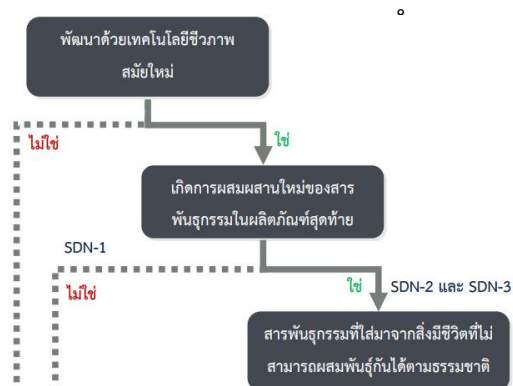 พัฒนาด้วยเทคโนโลยีชีวภาพ
สมัยใหม่
ไม่ใช่
ใช่
เกิดการผสมผสานใหม่ของสาร
พันธุกรรมในผลิตภัณฑ์สุดท้าย
SDN-1
ไม่ใช่
ใช่
SDN-2 และ SDN-3
สารพันธุกรรมที่ใส่มาจากสิ่งมีชีวิตที่ไม่
สามารถผสมพันธุ์กันได้ตามธรรมชาติ